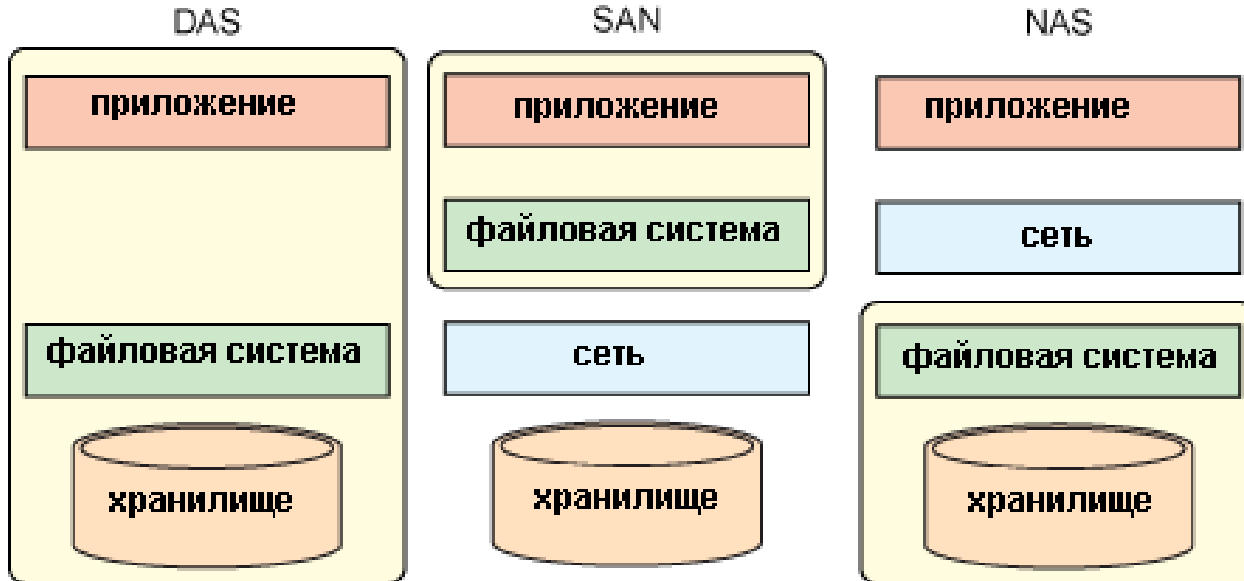 DAS
приложение
файловая система
хранилище
SAN
приложение
файловая система
сеть
хранилище
NAS
приложение
сеть
файловая система
хранилище